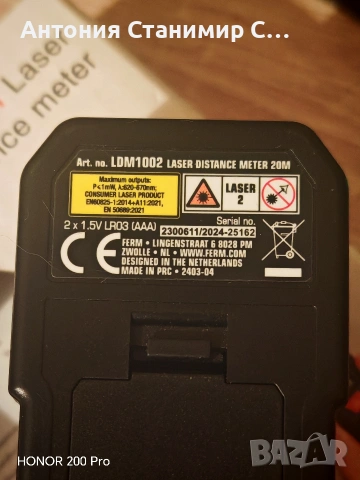 Антония Станимир С...
Laser
ce meter
Art. no. LDM1002 LASER DISTANCE METER 20M
Maximum outputs:
P<1mW, λ:620-670nm;
CONSUMER LASER PRODUCT
EN60825-1:2014+A11:2021,
EN 50689:2021
LASER
2
2 x 1.5V LR03 (AAA)
Serial no.
2300611/2024-25162
CE
FERM • LINGENSTRAAT 6 8028 PM
ZWOLLE • NL • WWW.FERM.COM
DESIGNED IN THE NETHERLANDS
MADE IN PRC • 2403-04
HONOR 200 Pro
BAZAR